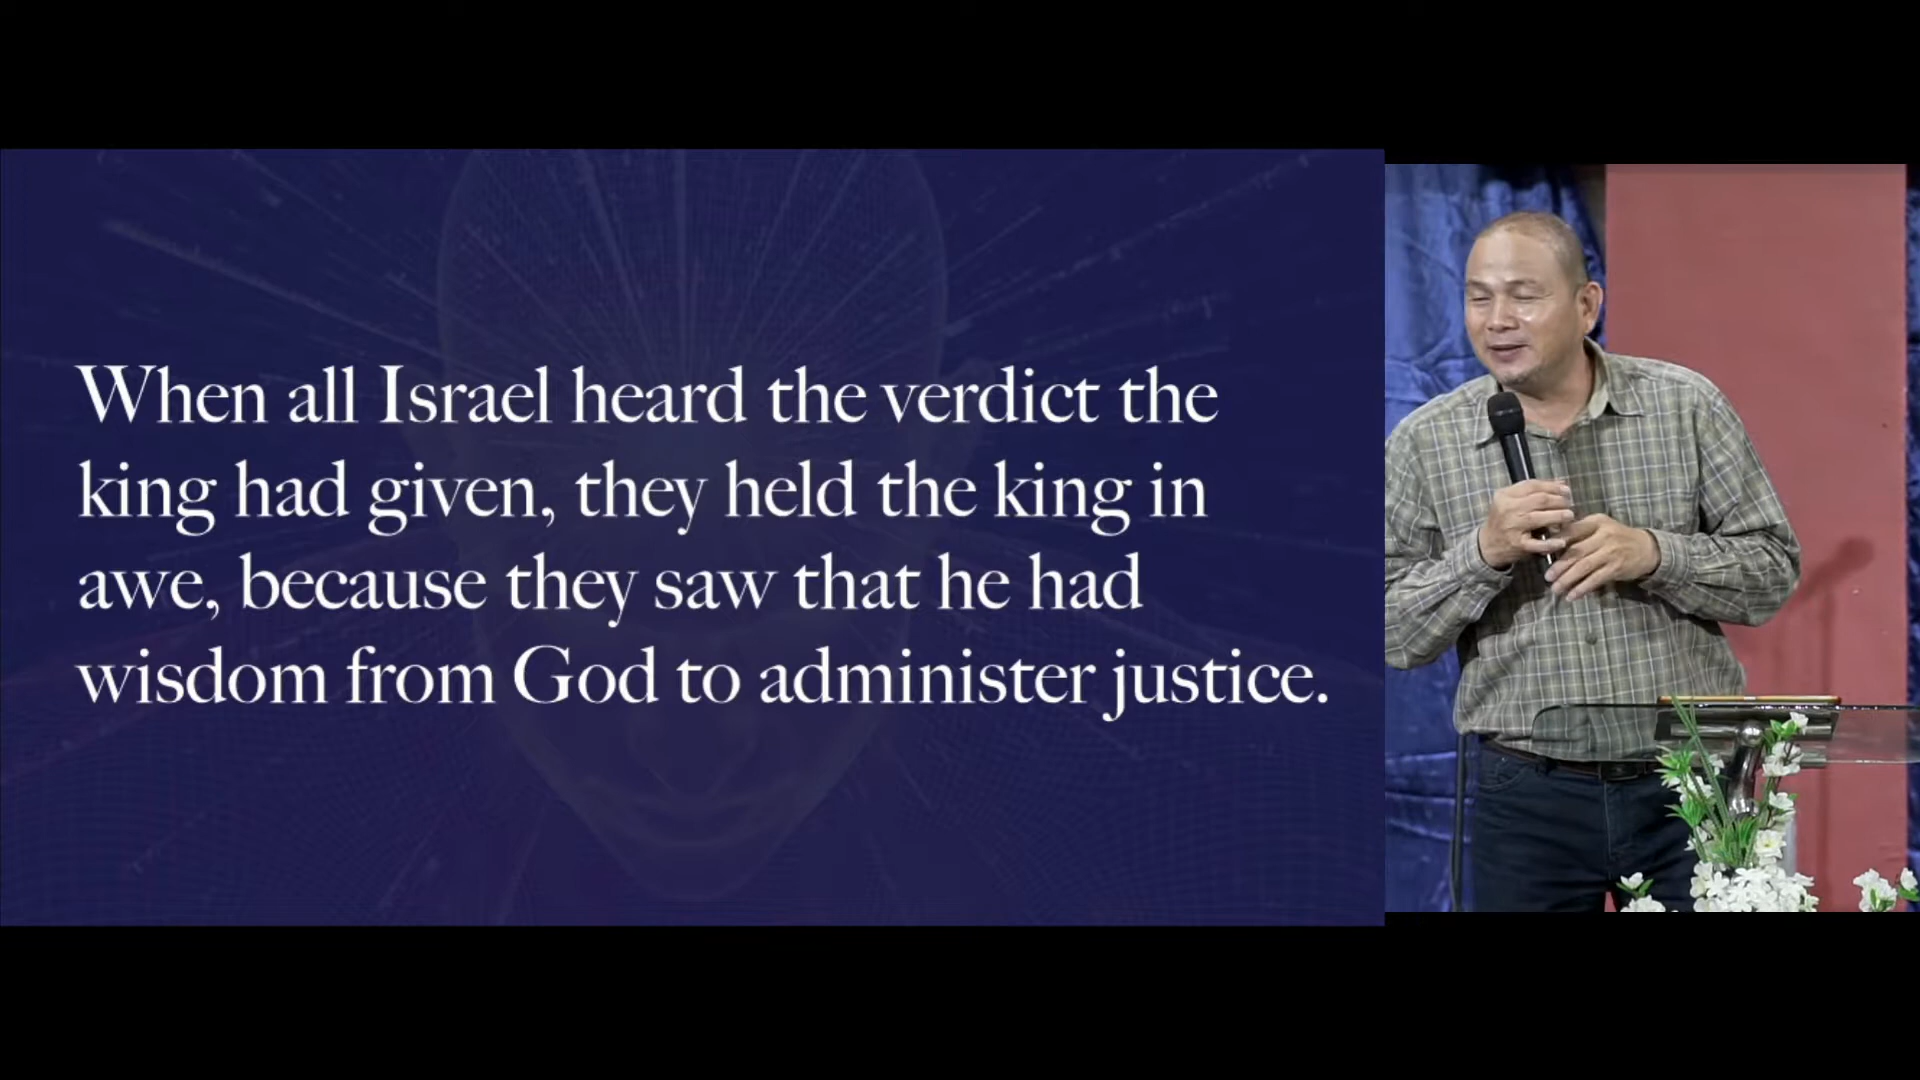 When all Israel heard the verdict the
king had given, they held the king in
awe, because they saw that he had
wisdom from God to administer justice.